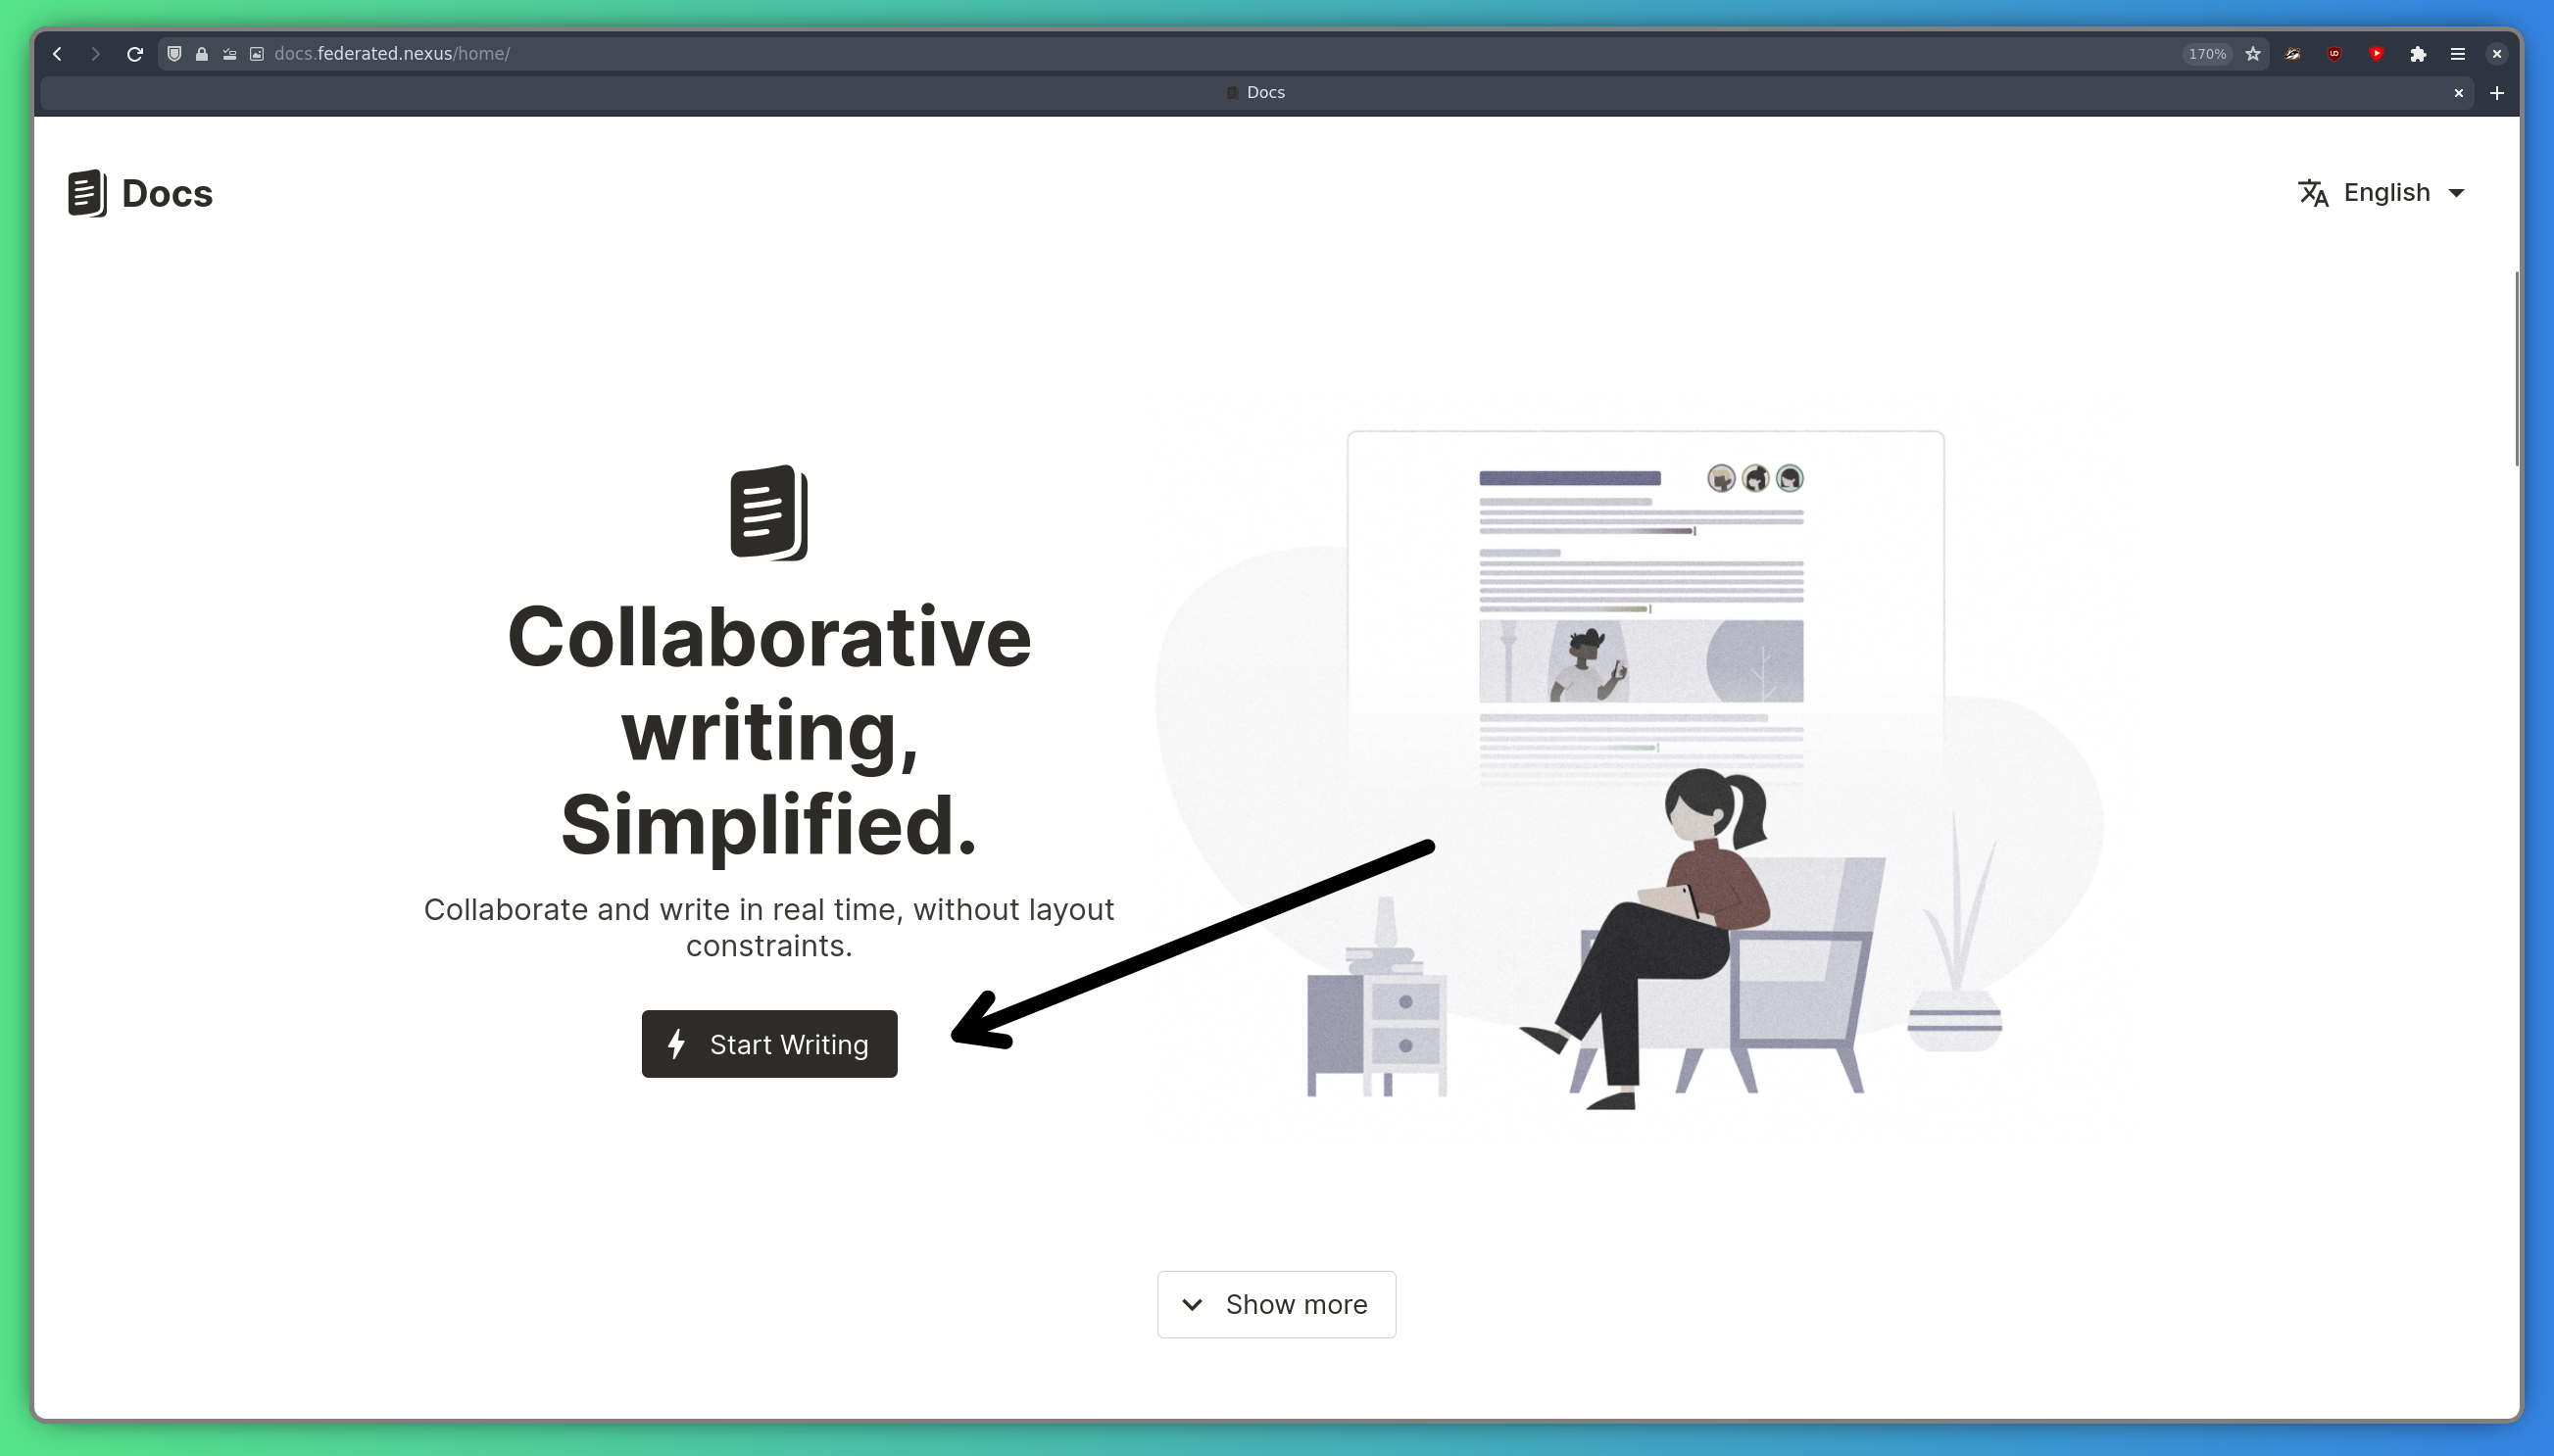 docs.federated.nexus/home/
170%
Docs
Docs
English
Collaborative
writing,
Simplified.
Collaborate and write in real time, without layout
constraints.
Start Writing
Show more